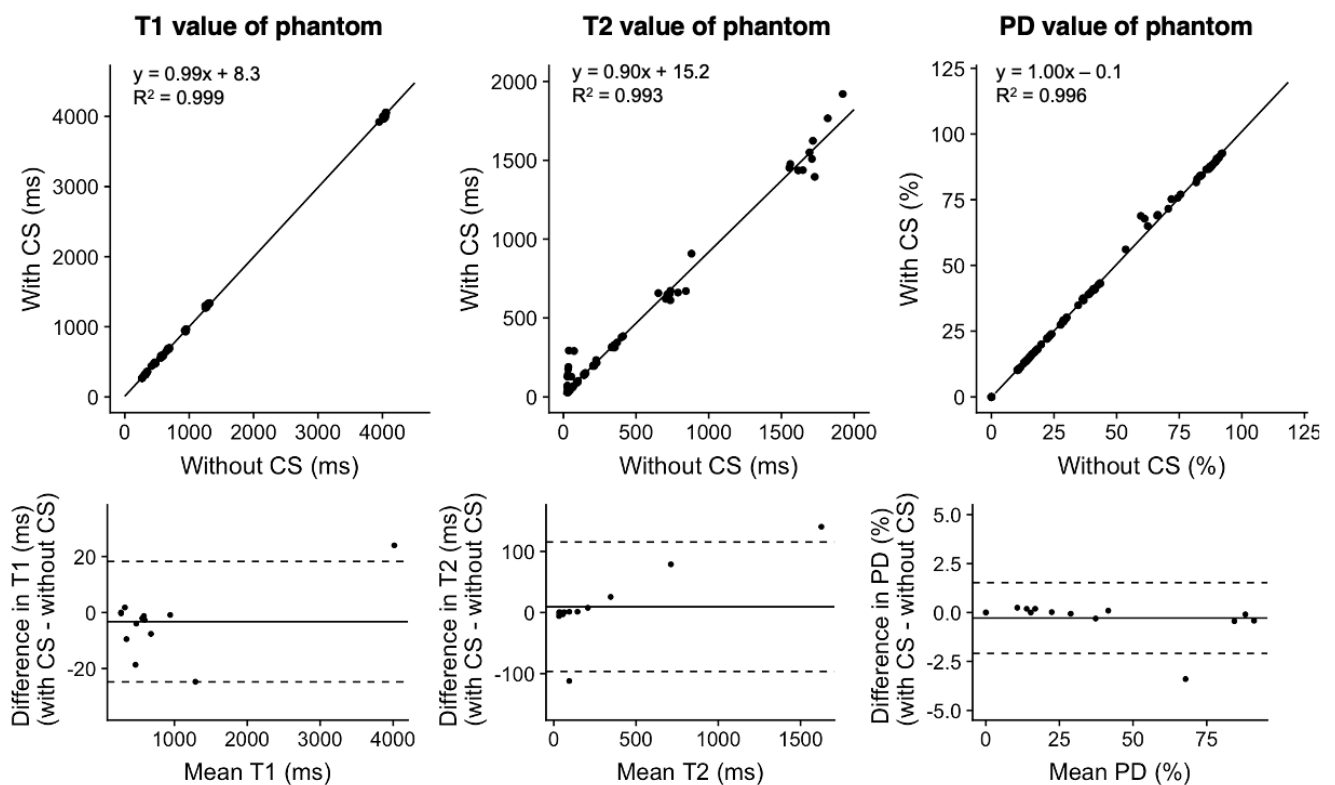 T1 value of phantom
y = 0.99x + 8.3
R² = 0.999
With CS (ms)
4000
3000
2000
1000
0
0 1000 2000 3000 4000
Without CS (ms)
T2 value of phantom
y = 0.90x + 15.2
R² = 0.993
With CS (ms)
2000
1500
1000
500
0
0 500 1000 1500 2000
Without CS (ms)
PD value of phantom
y = 1.00x – 0.1
R² = 0.996
With CS (%)
125
100
75
50
25
0
0 25 50 75 100 125
Without CS (%)
Difference in T1 (ms)
(with CS - without CS)
20
0
-20
1000 2000 3000 4000
Mean T1 (ms)
Difference in T2 (ms)
(with CS - without CS)
100
0
-100
0 500 1000 1500
Mean T2 (ms)
Difference in PD (%)
(with CS - without CS)
5.0
2.5
0.0
-2.5
-5.0
0 25 50 75
Mean PD (%)